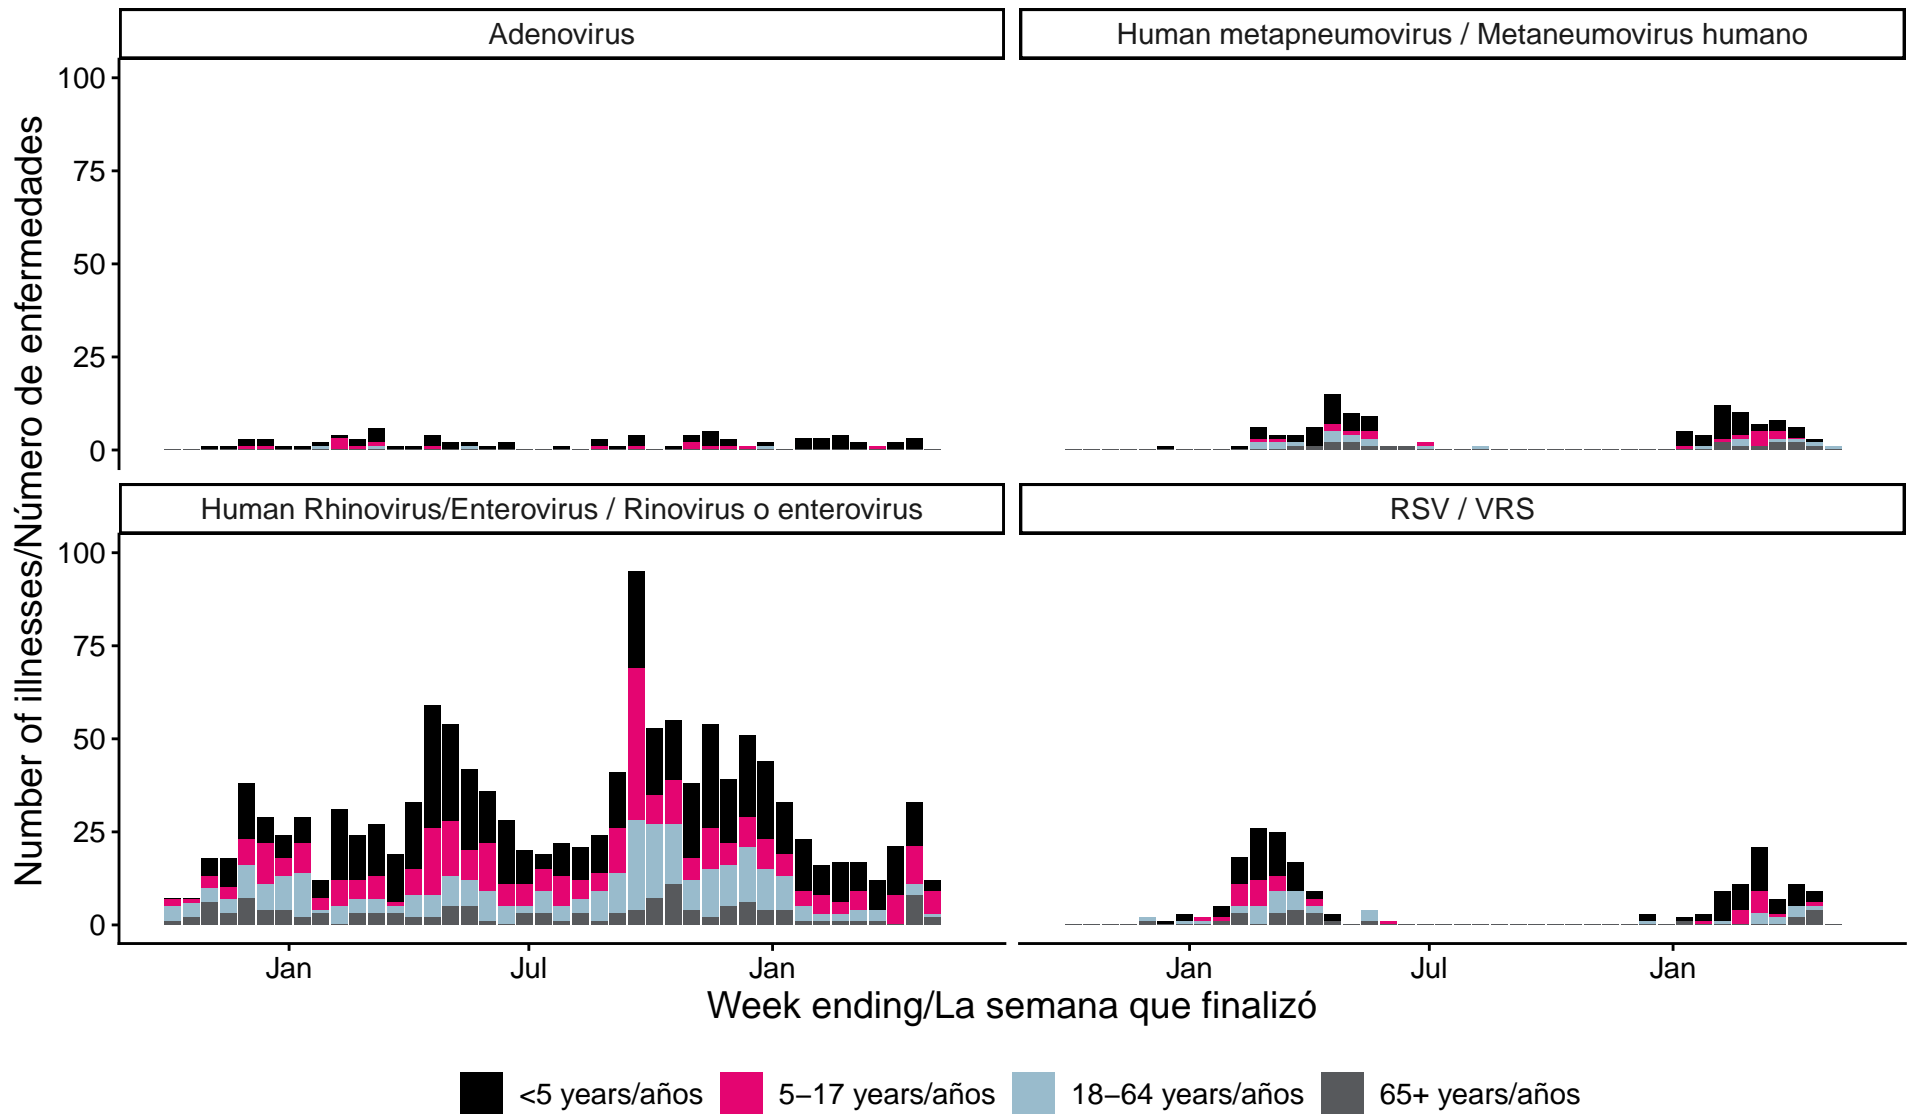 Adenovirus
Human metapneumovirus / Metaneumovirus humano
100
75
50
25
0
Human Rhinovirus/Enterovirus / Rinovirus o enterovirus
RSV / VRS
100
75
50
25
0
Number of illnesses/Número de enfermedades
Jan
Jul
Jan
Jan
Jul
Jan
Week ending/La semana que finalizó
<5 years/años
5–17 years/años
18–64 years/años
65+ years/años